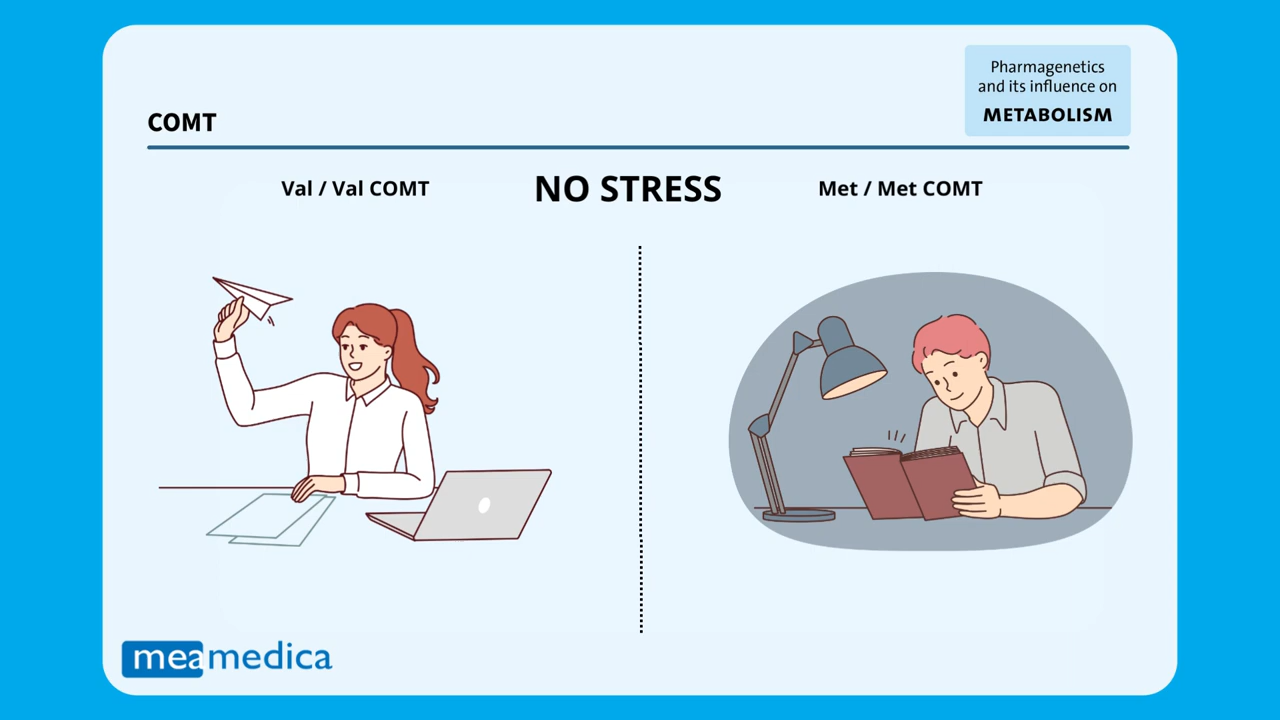 Pharmagenetics
and its influence on
METABOLISM
COMT
Val / Val COMT
NO STRESS
Met / Met COMT
meamedica